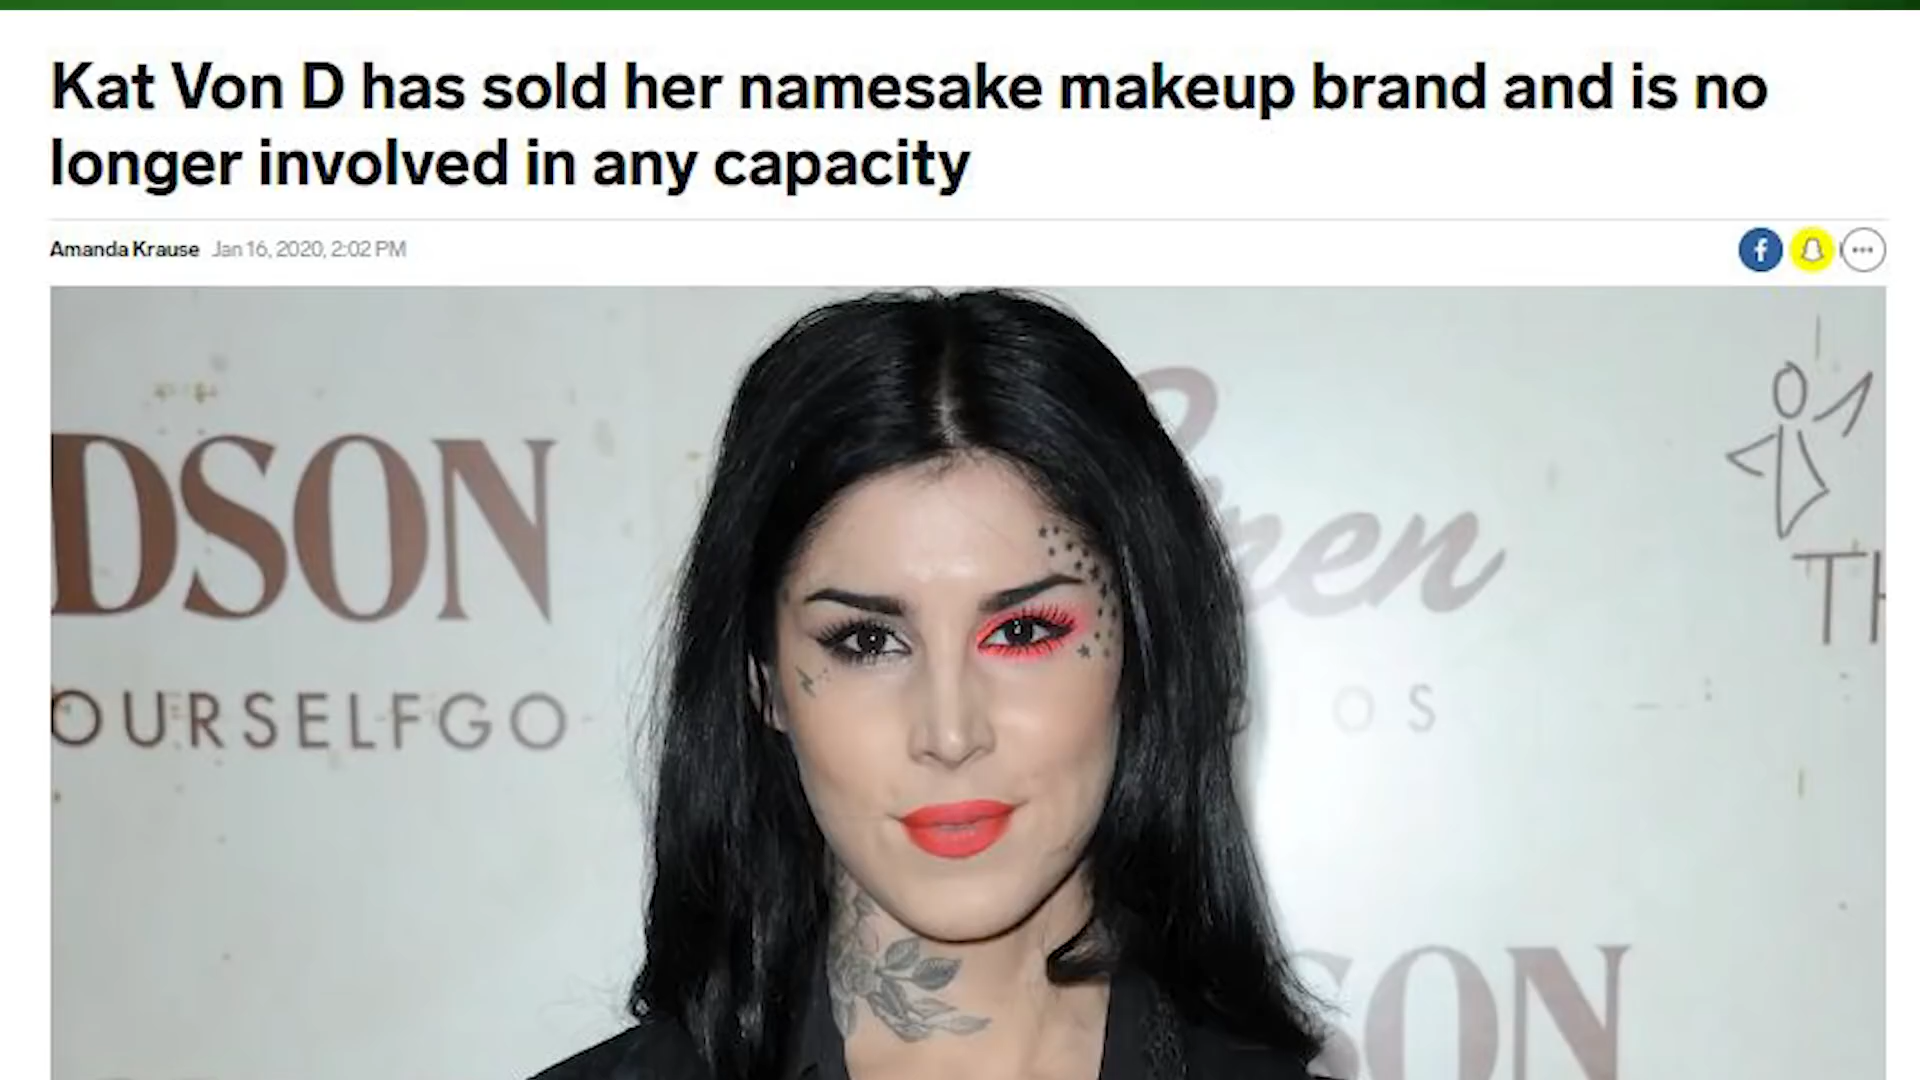 Kat Von D has sold her namesake makeup brand and is no
longer involved in any capacity
Amanda Krause Jan 16, 2020, 2:02 PM
DSON
OURSELFGO
TH
SON